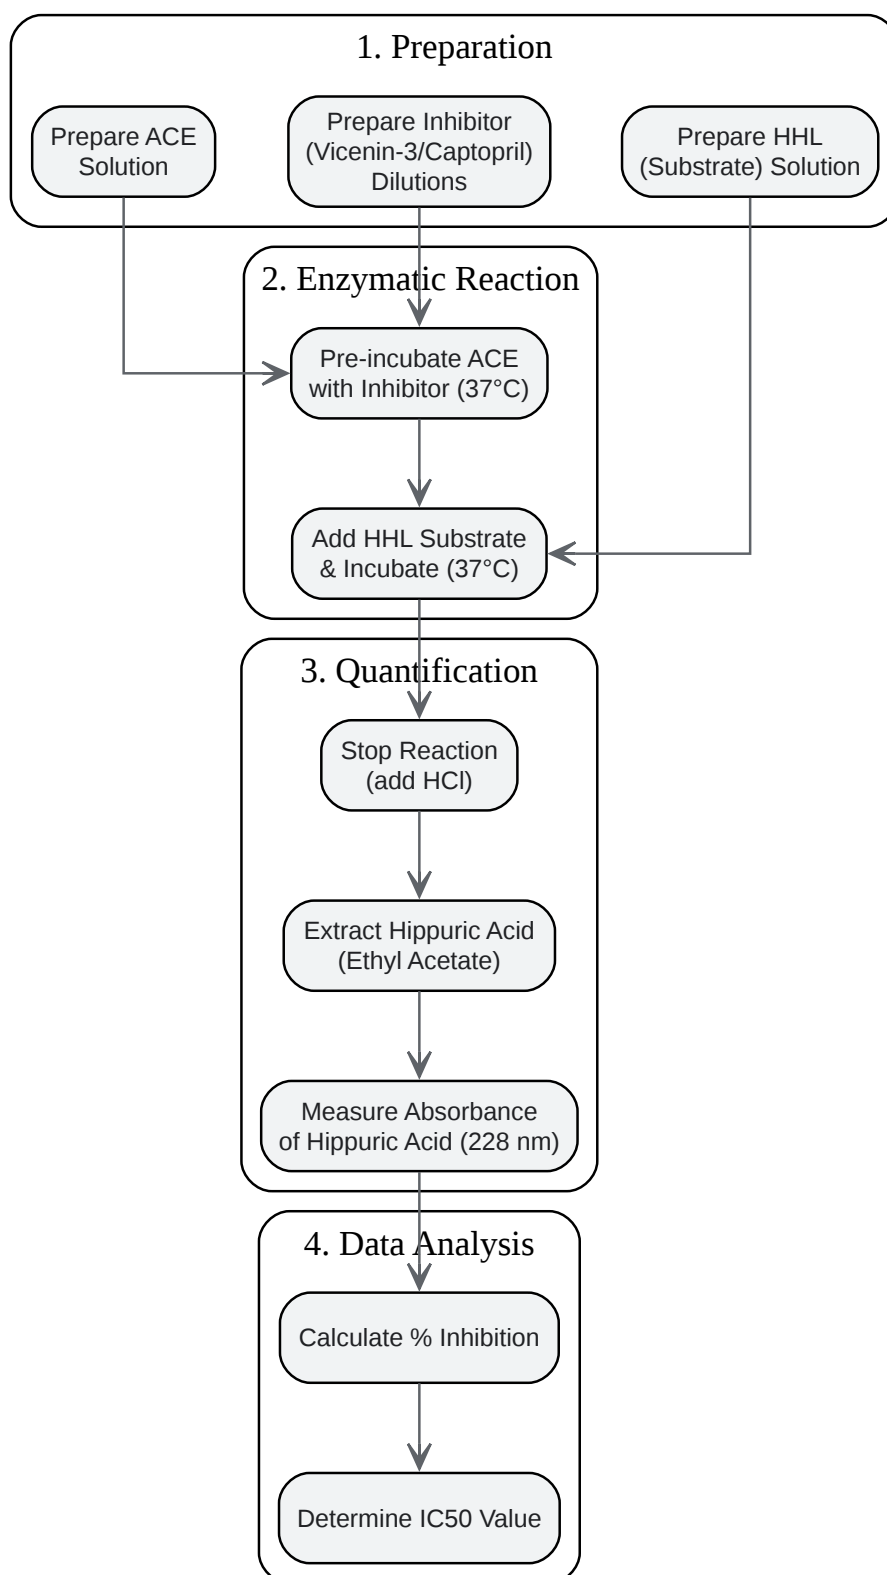 1. Preparation
Prepare ACE
Solution
Prepare Inhibitor
(Vicenin-3/Captopril)
Dilutions
Prepare HHL
(Substrate) Solution
2. Enzymatic Reaction
Pre-incubate ACE
with Inhibitor (37°C)
Add HHL Substrate
& Incubate (37°C)
3. Quantification
Stop Reaction
(add HCl)
Extract Hippuric Acid
(Ethyl Acetate)
Measure Absorbance
of Hippuric Acid (228 nm)
4. Data Analysis
Calculate % Inhibition
Determine IC50 Value